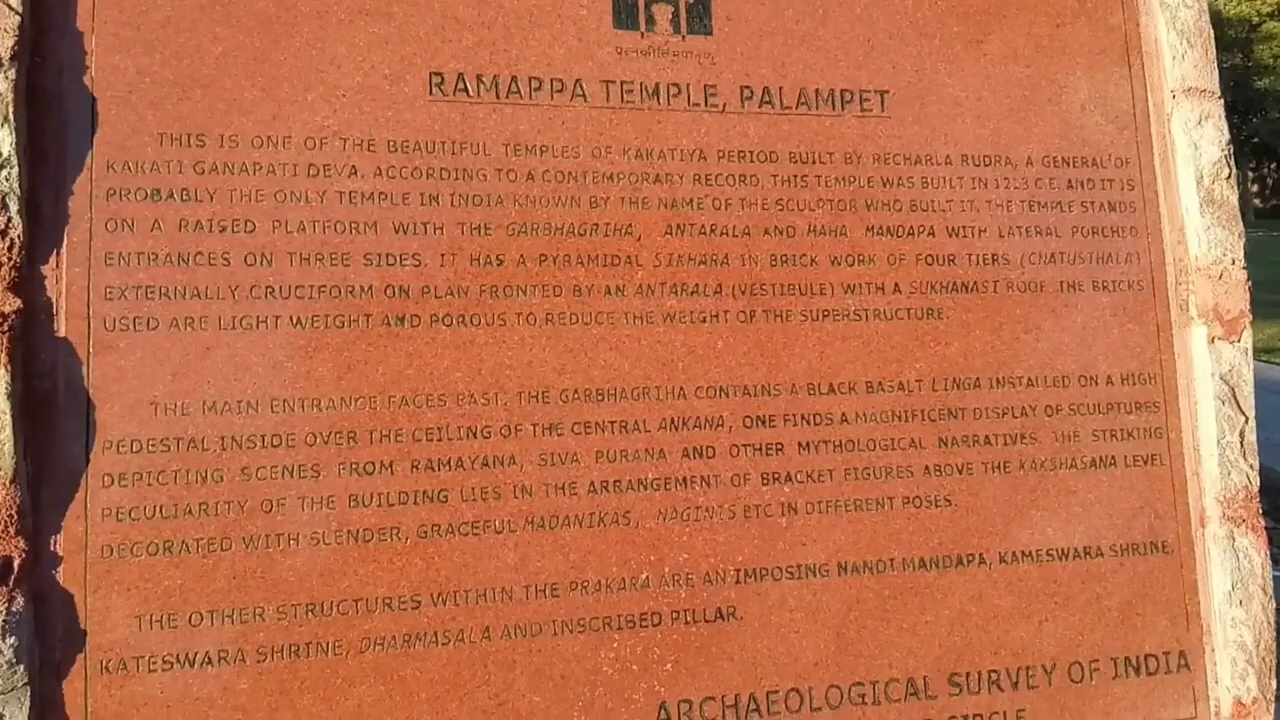 प्रत्नकीर्तिमपावृणु
RAMAPPA TEMPLE, PALAMPET
THIS IS ONE OF THE BEAUTIFUL TEMPLES OF KAKATIYA PERIOD BUILT BY RECHARLA RUDRA, A GENERAL OF
KAKATI GANAPATI DEVA. ACCORDING TO A CONTEMPORARY RECORD, THIS TEMPLE WAS BUILT IN 1213 C.E. AND IT IS
PROBABLY THE ONLY TEMPLE IN INDIA KNOWN BY THE NAME OF THE SCULPTOR WHO BUILT IT. THE TEMPLE STANDS
ON A RAISED PLATFORM WITH THE GARBHAGRIHA, ANTARALA AND MAHA MANDAPA WITH LATERAL PORCHED
ENTRANCES ON THREE SIDES. IT HAS A PYRAMIDAL SIKHARA IN BRICK WORK OF FOUR TIERS (CHATUSTHALA)
EXTERNALLY CRUCIFORM ON PLAN FRONTED BY AN ANTARALA (VESTIBULE) WITH A SUKHANASI ROOF. THE BRICKS
USED ARE LIGHT WEIGHT AND POROUS TO REDUCE THE WEIGHT OF THE SUPERSTRUCTURE.
THE MAIN ENTRANCE FACES EAST. THE GARBHAGRIHA CONTAINS A BLACK BASALT LINGA INSTALLED ON A HIGH
PEDESTAL INSIDE OVER THE CEILING OF THE CENTRAL ANKANA, ONE FINDS A MAGNIFICENT DISPLAY OF SCULPTURES
DEPICTING SCENES FROM RAMAYANA, SIVA PURANA AND OTHER MYTHOLOGICAL NARRATIVES. THE STRIKING
PECULIARITY OF THE BUILDING LIES IN THE ARRANGEMENT OF BRACKET FIGURES ABOVE THE KAKSHASANA LEVEL
DECORATED WITH SLENDER, GRACEFUL MADANIKAS, NAGINIS ETC IN DIFFERENT POSES.
THE OTHER STRUCTURES WITHIN THE PRAKARA ARE AN IMPOSING NANDI MANDAPA, KAMESWARA SHRINE,
KATESWARA SHRINE, DHARMASALA AND INSCRIBED PILLAR.
ARCHAEOLOGICAL SURVEY OF INDIA
CIRCLE